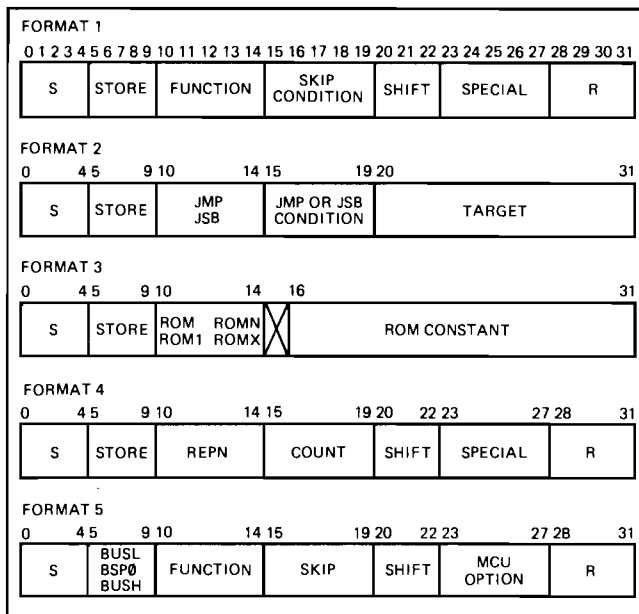 FORMAT 1
0 1 2 3 4 5 6 7 8 9 10 11 12 13 14 15 16 17 18 19 20 21 22 23 24 25 26 27 28 29 30 31
S STORE FUNCTION SKIP CONDITION SHIFT SPECIAL R
FORMAT 2
0 4 5 9 10 14 15 19 20 31
S STORE JMP JSB JMP OR JSB CONDITION TARGET
FORMAT 3
0 4 5 9 10 14 16 31
S STORE ROM ROMN ROM1 ROMX ROM CONSTANT
FORMAT 4
0 4 5 9 10 14 15 19 20 22 23 27 28 31
S STORE REPN COUNT SHIFT SPECIAL R
FORMAT 5
0 4 5 9 10 14 15 19 20 22 23 27 28 31
S BUSL BSP0 BUSH FUNCTION SKIP SHIFT MCU OPTION R